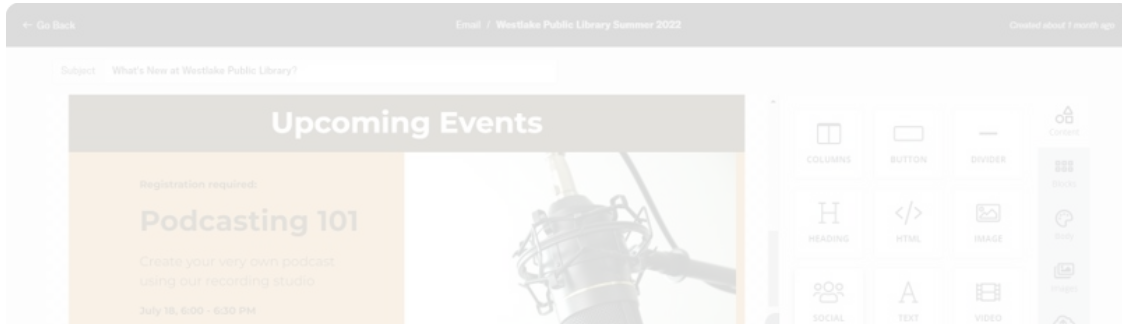 ← Go Back
Email / Westlake Public Library Summer 2022
Created about 1 month ago
Subject: What's New at Westlake Public Library?
Upcoming Events
Registration required:
Podcasting 101
Create your very own podcast
using our recording studio
July 16, 6:00 - 6:30 PM
COLUMNS
BUTTON
DIVIDER
HEADING
HTML
IMAGE
SOCIAL
TEXT
VIDEO
Content
Blocks
Body
Images